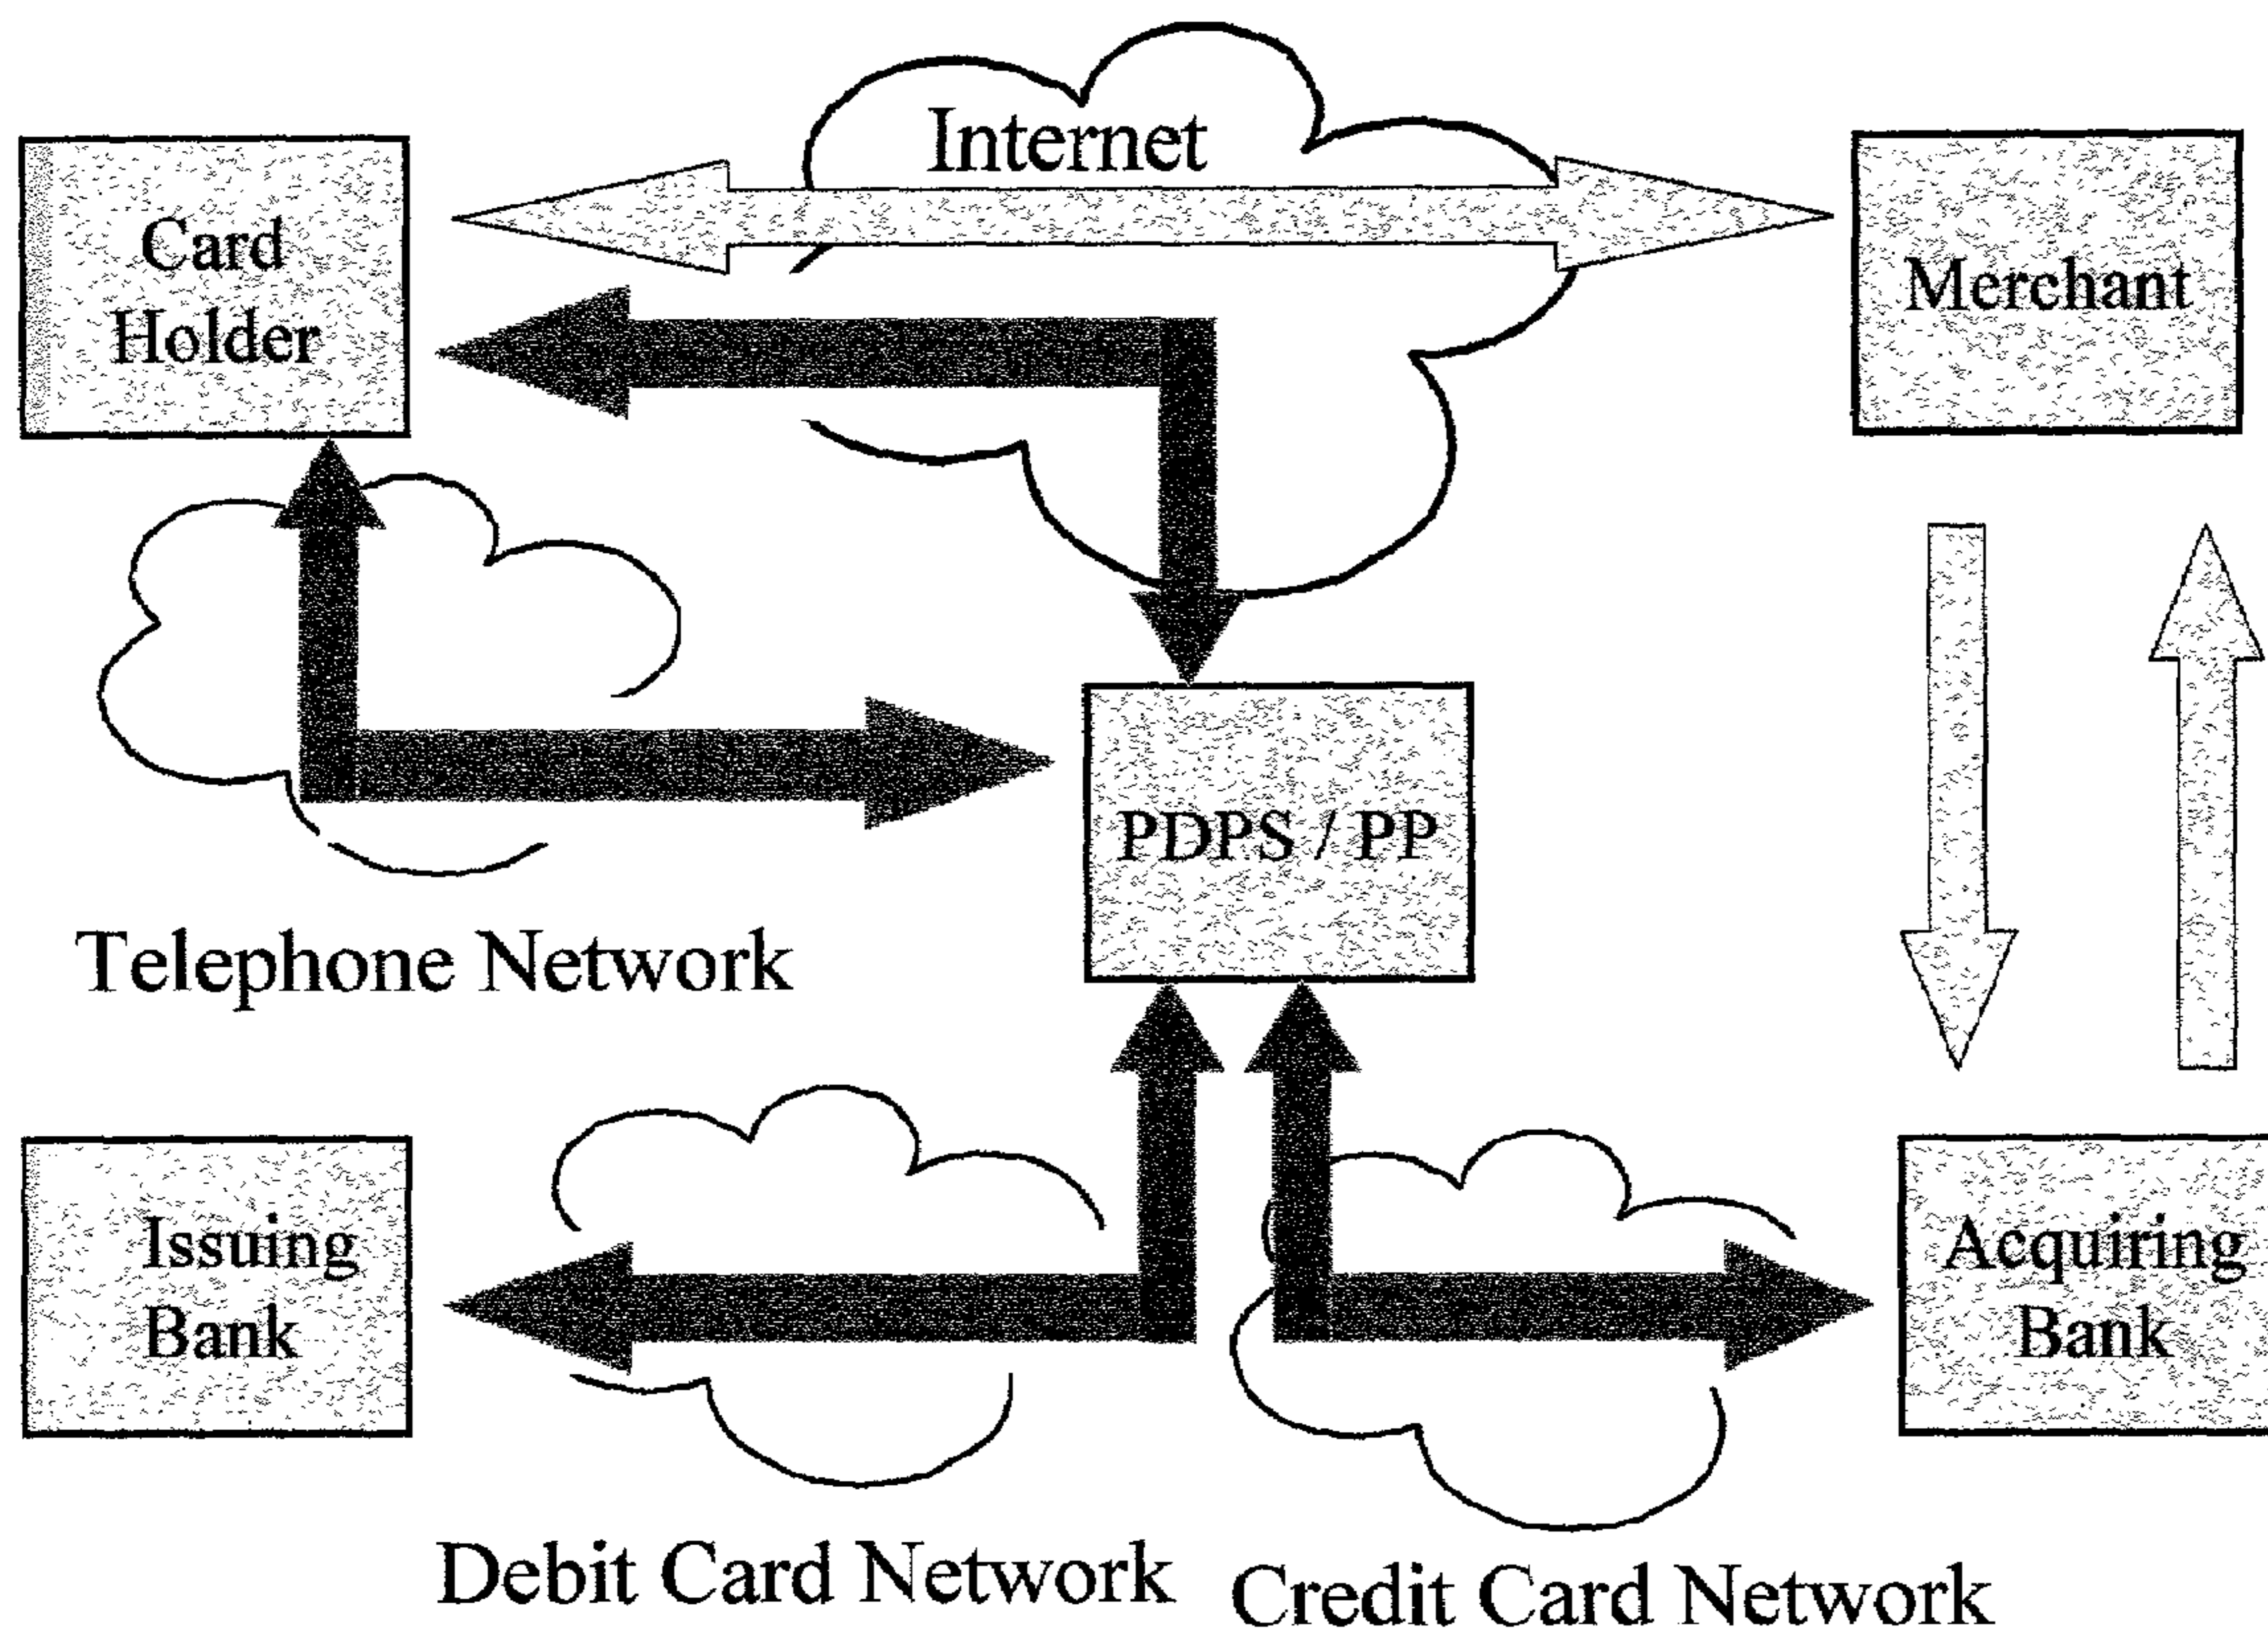 Internet
Card
Holder
Merchant
PDPS / PP
Telephone Network
Issuing
Bank
Acquiring
Bank
Debit Card Network
Credit Card Network